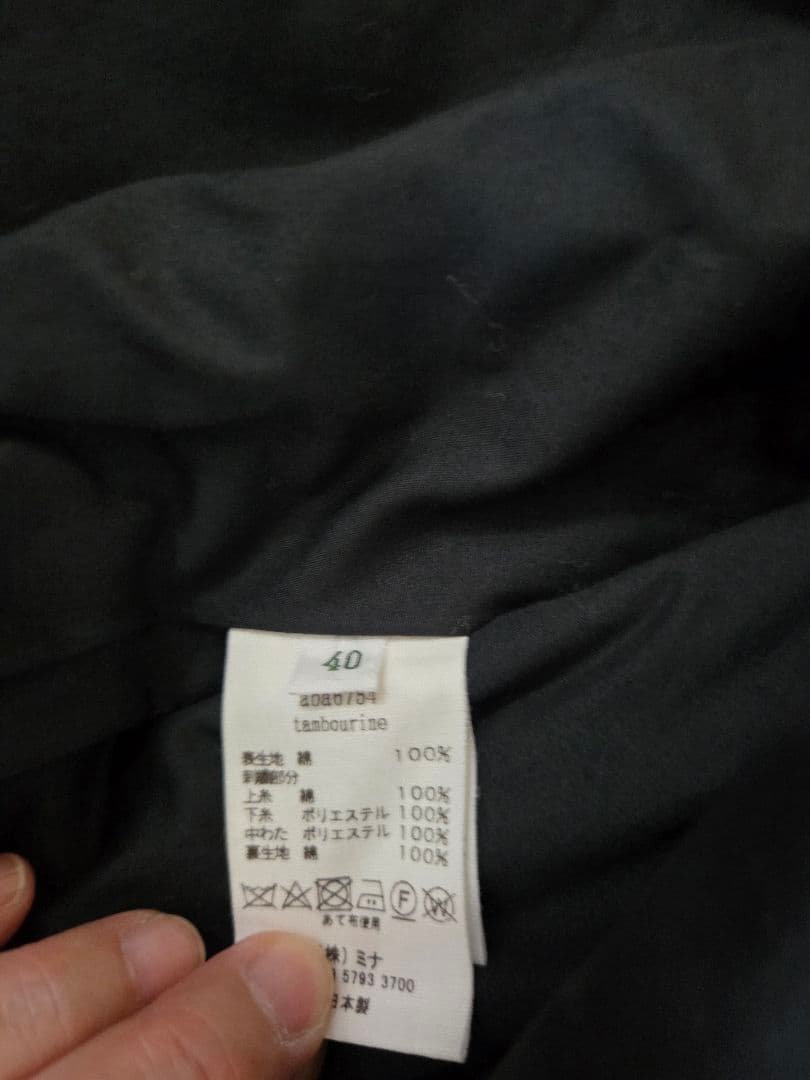 40
aba6754
tambourine
表生地 綿 100%
刺繍部分
上糸 綿 100%
下糸 ポリエステル 100%
中わた ポリエステル 100%
裏生地 綿 100%
F W
あて布使用
株) ミナ
5793 3700
日本製